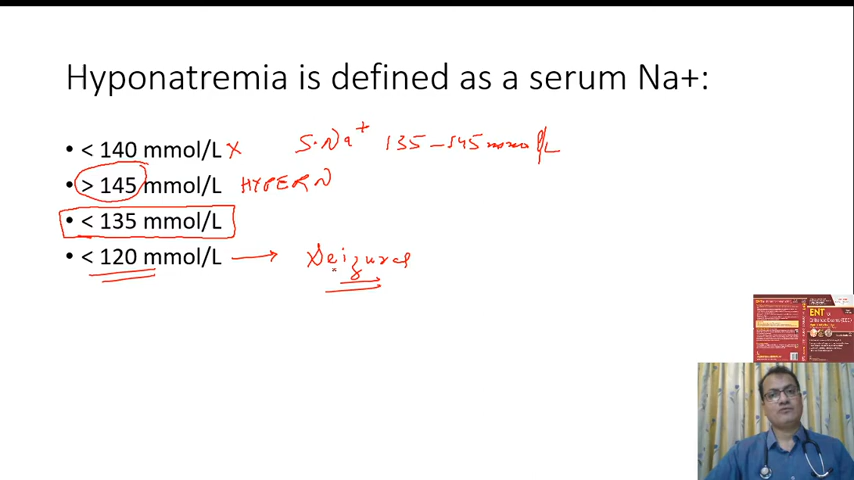 Hyponatremia is defined as a serum Na+:
• < 140 mmol/L X S.Na+ 135-145 mmo/L
• > 145 mmol/L HYPERN
• < 135 mmol/L
• < 120 mmol/L → Seizures
ENT